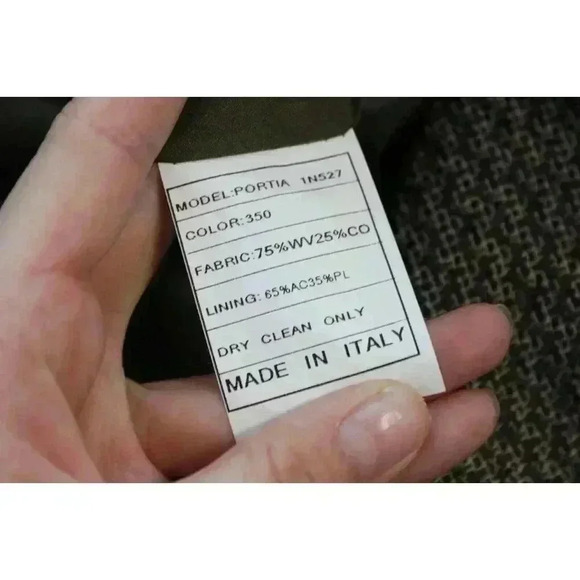 MODEL:PORTIA 1N527
COLOR:350
FABRIC:75%WV25%CO
LINING:65%AC35%PL
DRY CLEAN ONLY
MADE IN ITALY